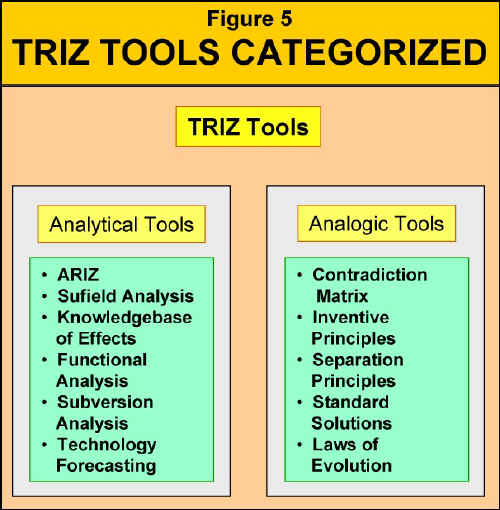 Figure 5
TRIZ TOOLS CATEGORIZED
TRIZ Tools
Analytical Tools
• ARIZ
• Sufield Analysis
• Knowledgebase
of Effects
• Functional
Analysis
• Subversion
Analysis
• Technology
Forecasting
Analogic Tools
• Contradiction
Matrix
• Inventive
Principles
• Separation
Principles
• Standard
Solutions
• Laws of
Evolution